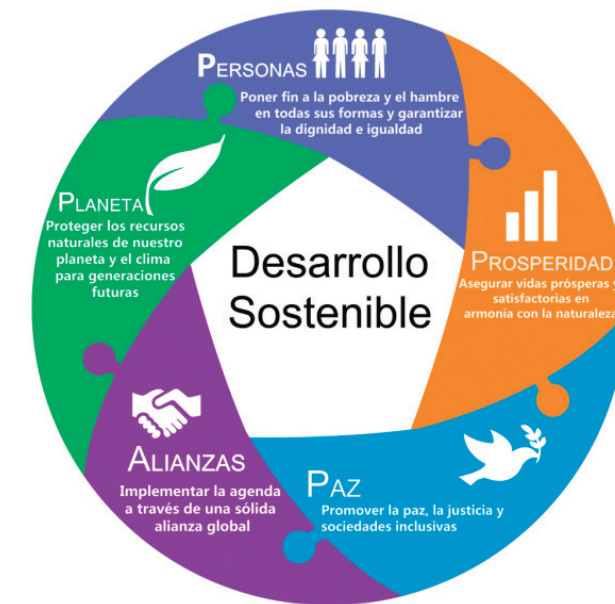 PERSONAS
Poner fin a la pobreza y el hambre
en todas sus formas y garantizar
la dignidad e igualdad
PLANETA
Proteger los recursos
naturales de nuestro
planeta y el clima
para generaciones
futuras
Desarrollo
Sostenible
PROSPERIDAD
Asegurar vidas prósperas y
satisfactorias en
armonía con la naturaleza
ALIANZAS
Implementar la agenda
a través de una sólida
alianza global
PAZ
Promover la paz, la justicia y
sociedades inclusivas